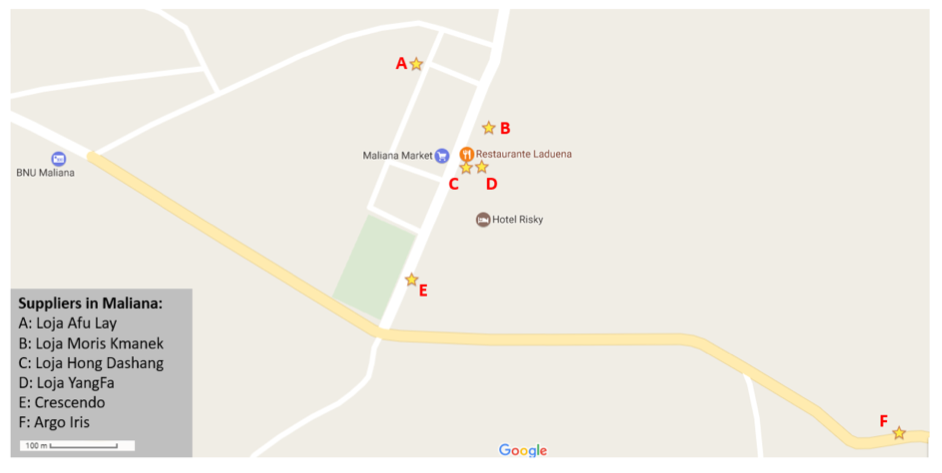 A
B
Maliana Market
Restaurante Laduena
BNU Maliana
C
D
Hotel Risky
E
Suppliers in Maliana:
A: Loja Afu Lay
B: Loja Moris Kmanek
C: Loja Hong Dashang
D: Loja YangFa
E: Crescendo
F: Argo Iris
F
100 m
Google